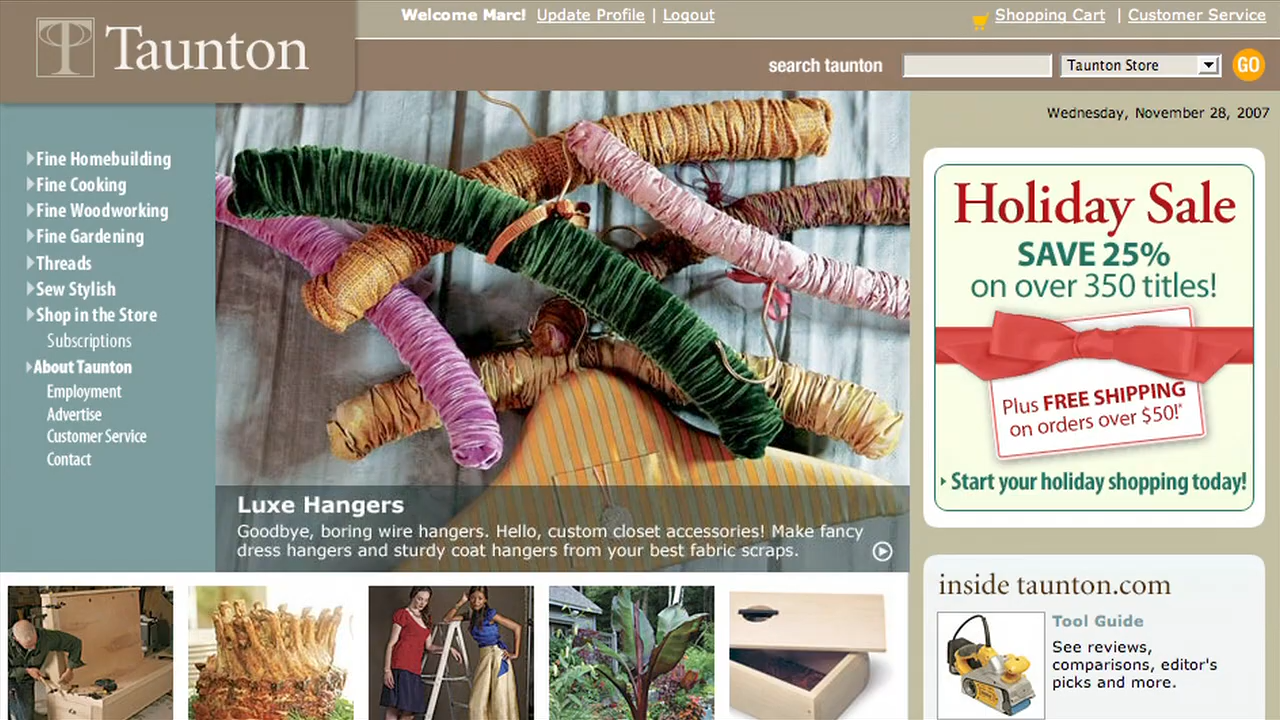 Taunton
Welcome Marc! Update Profile | Logout
Shopping Cart | Customer Service
search taunton
Taunton Store
GO
Wednesday, November 28, 2007
Fine Homebuilding
Fine Cooking
Fine Woodworking
Fine Gardening
Threads
Sew Stylish
Shop in the Store
Subscriptions
About Taunton
Employment
Advertise
Customer Service
Contact
Luxe Hangers
Goodbye, boring wire hangers. Hello, custom closet accessories! Make fancy
dress hangers and sturdy coat hangers from your best fabric scraps.
Holiday Sale
SAVE 25%
on over 350 titles!
Plus FREE SHIPPING
on orders over $50!*
Start your holiday shopping today!
inside taunton.com
Tool Guide
See reviews,
comparisons, editor's
picks and more.